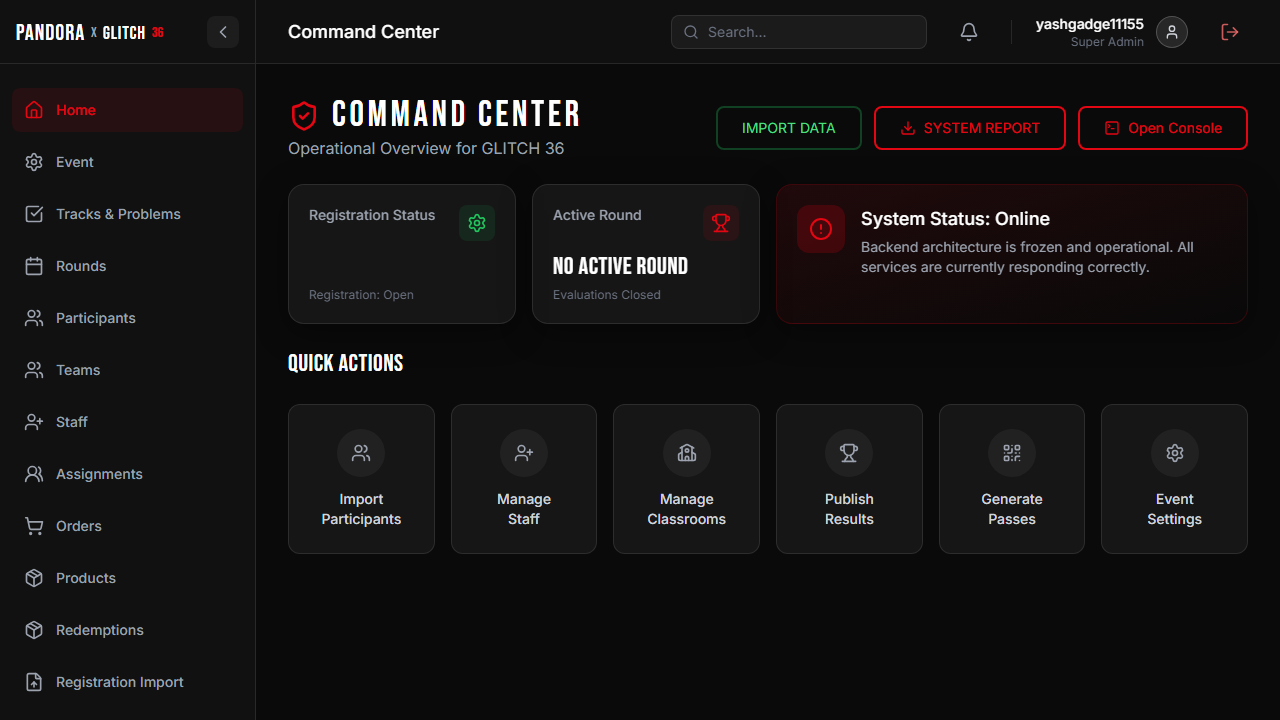 PANDORA X GLITCH 36
Command Center
Search...
yashgadge11155
Super Admin
Home
Event
Tracks & Problems
Rounds
Participants
Teams
Staff
Assignments
Orders
Products
Redemptions
Registration Import
COMMAND CENTER
Operational Overview for GLITCH 36
IMPORT DATA
SYSTEM REPORT
Open Console
Registration Status
Registration: Open
Active Round
NO ACTIVE ROUND
Evaluations Closed
System Status: Online
Backend architecture is frozen and operational. All
services are currently responding correctly.
QUICK ACTIONS
Import
Participants
Manage
Staff
Manage
Classrooms
Publish
Results
Generate
Passes
Event
Settings